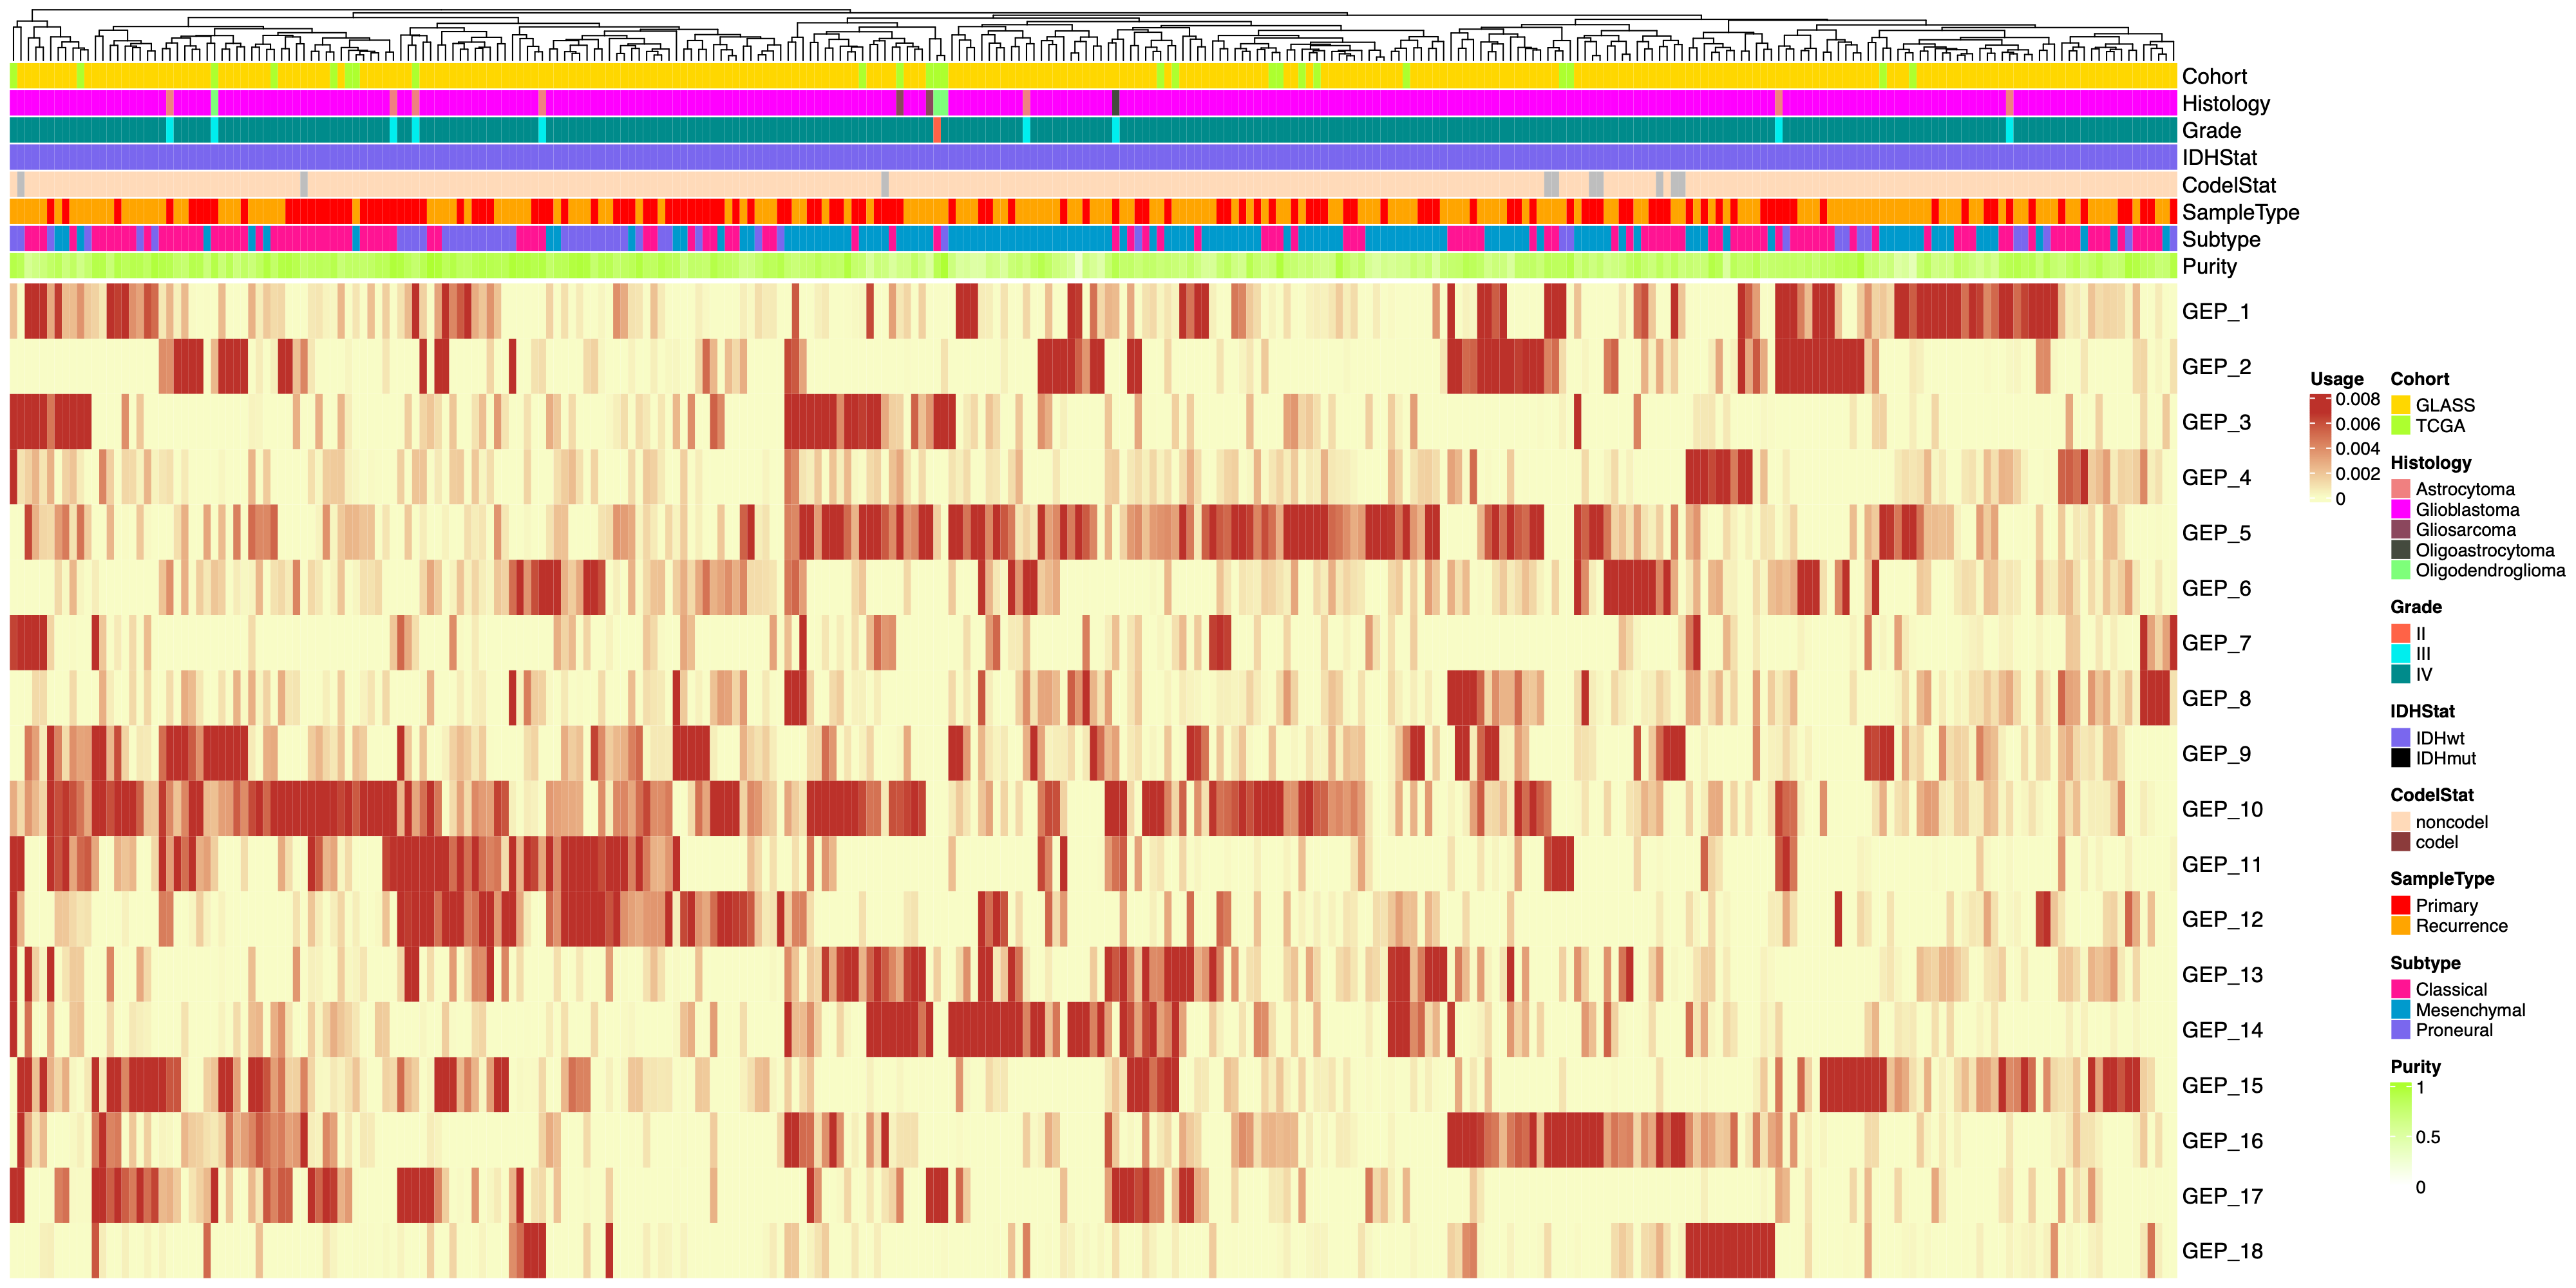 Cohort
Histology
Grade
IDHStat
CodelStat
SampleType
Subtype
Purity
GEP_1
GEP_2
GEP_3
GEP_4
GEP_5
GEP_6
GEP_7
GEP_8
GEP_9
GEP_10
GEP_11
GEP_12
GEP_13
GEP_14
GEP_15
GEP_16
GEP_17
GEP_18
Usage
0.008
0.006
0.004
0.002
0
Cohort
GLASS
TCGA
Histology
Astrocytoma
Glioblastoma
Gliosarcoma
Oligoastrocytoma
Oligodendroglioma
Grade
II
III
IV
IDHStat
IDHwt
IDHmut
CodelStat
noncodel
codel
SampleType
Primary
Recurrence
Subtype
Classical
Mesenchymal
Proneural
Purity
1
0.5
0